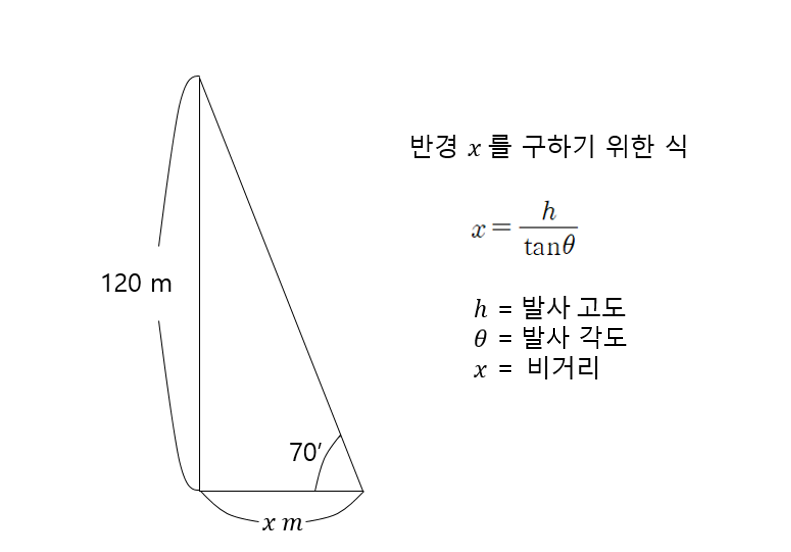 반경 x 를 구하기 위한 식
x = h / tanθ
120 m
h = 발사 고도
θ = 발사 각도
x = 비거리
70′
x m